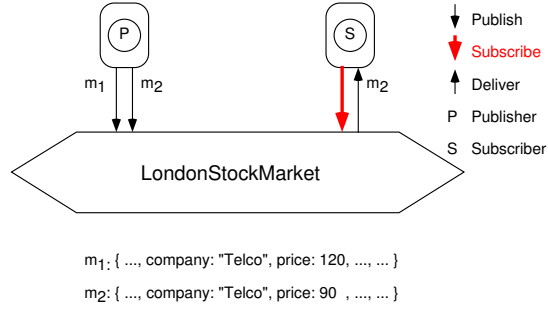 P
S
m1
m2
m2
Publish
Subscribe
Deliver
P Publisher
S Subscriber
LondonStockMarket
m1: { ..., company: "Telco", price: 120, ..., ... }
m2: { ..., company: "Telco", price: 90 , ..., ... }